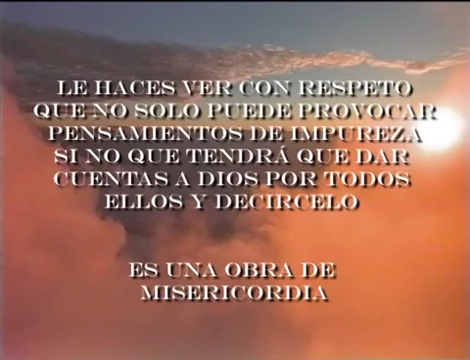 LE HACES VER CON RESPETO
QUE NO SOLO PUEDE PROVOCAR
PENSAMIENTOS DE IMPUREZA
SI NO QUE TENDRÁ QUE DAR
CUENTAS A DIOS POR TODOS
ELLOS Y DECIRCELO
ES UNA OBRA DE
MISERICORDIA